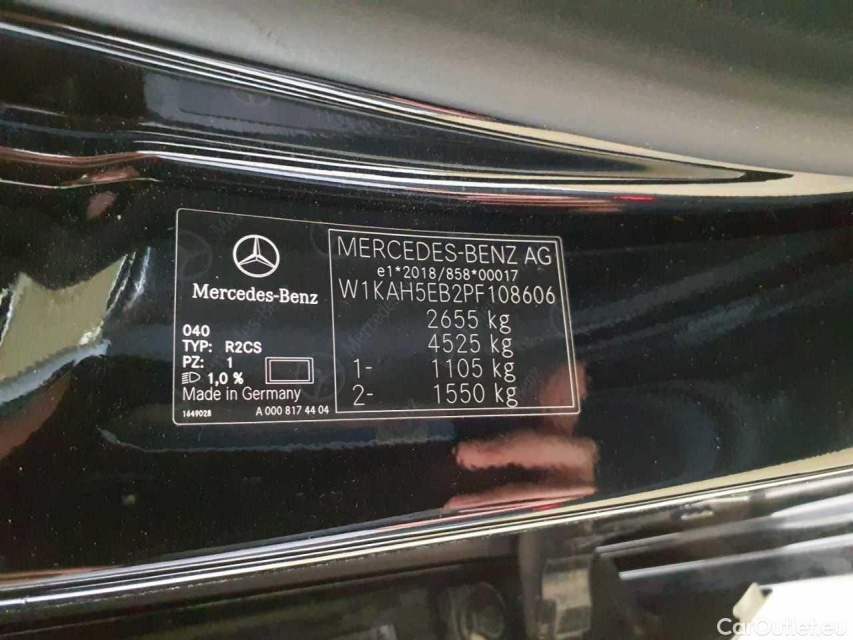 Mercedes-Benz
040
TYP: R2CS
PZ: 1
1,0 %
Made in Germany
1649028 A 000 817 44 04
MERCEDES-BENZ AG
e1*2018/858*00017
W1KAH5EB2PF108606
2655 kg
4525 kg
1- 1105 kg
2- 1550 kg
CarOutlet.eu